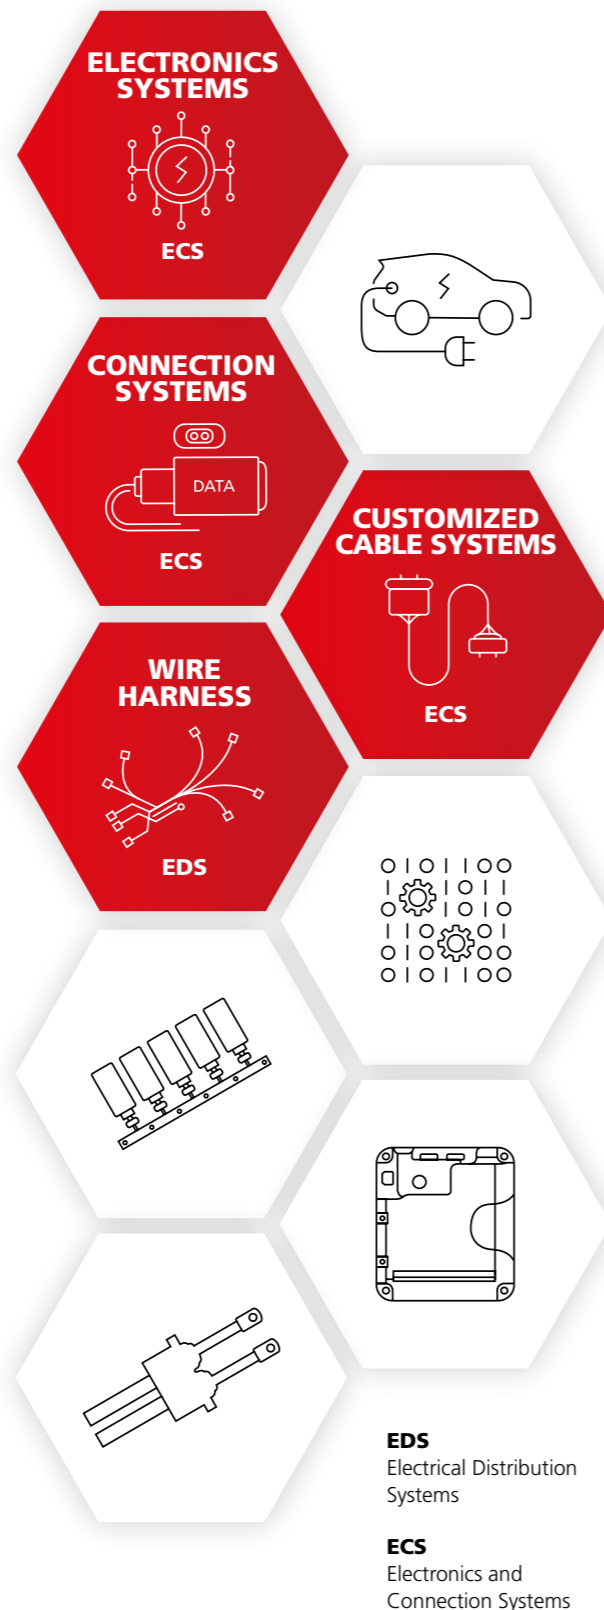 ELECTRONICS
SYSTEMS
ECS
CONNECTION
SYSTEMS
DATA
ECS
CUSTOMIZED
CABLE SYSTEMS
ECS
WIRE
HARNESS
EDS
O I O I I O O
I I O I I
O I O I O
I I O O I
O I O O O
O I O I I O O
EDS
Electrical Distribution
Systems
ECS
Electronics and
Connection Systems